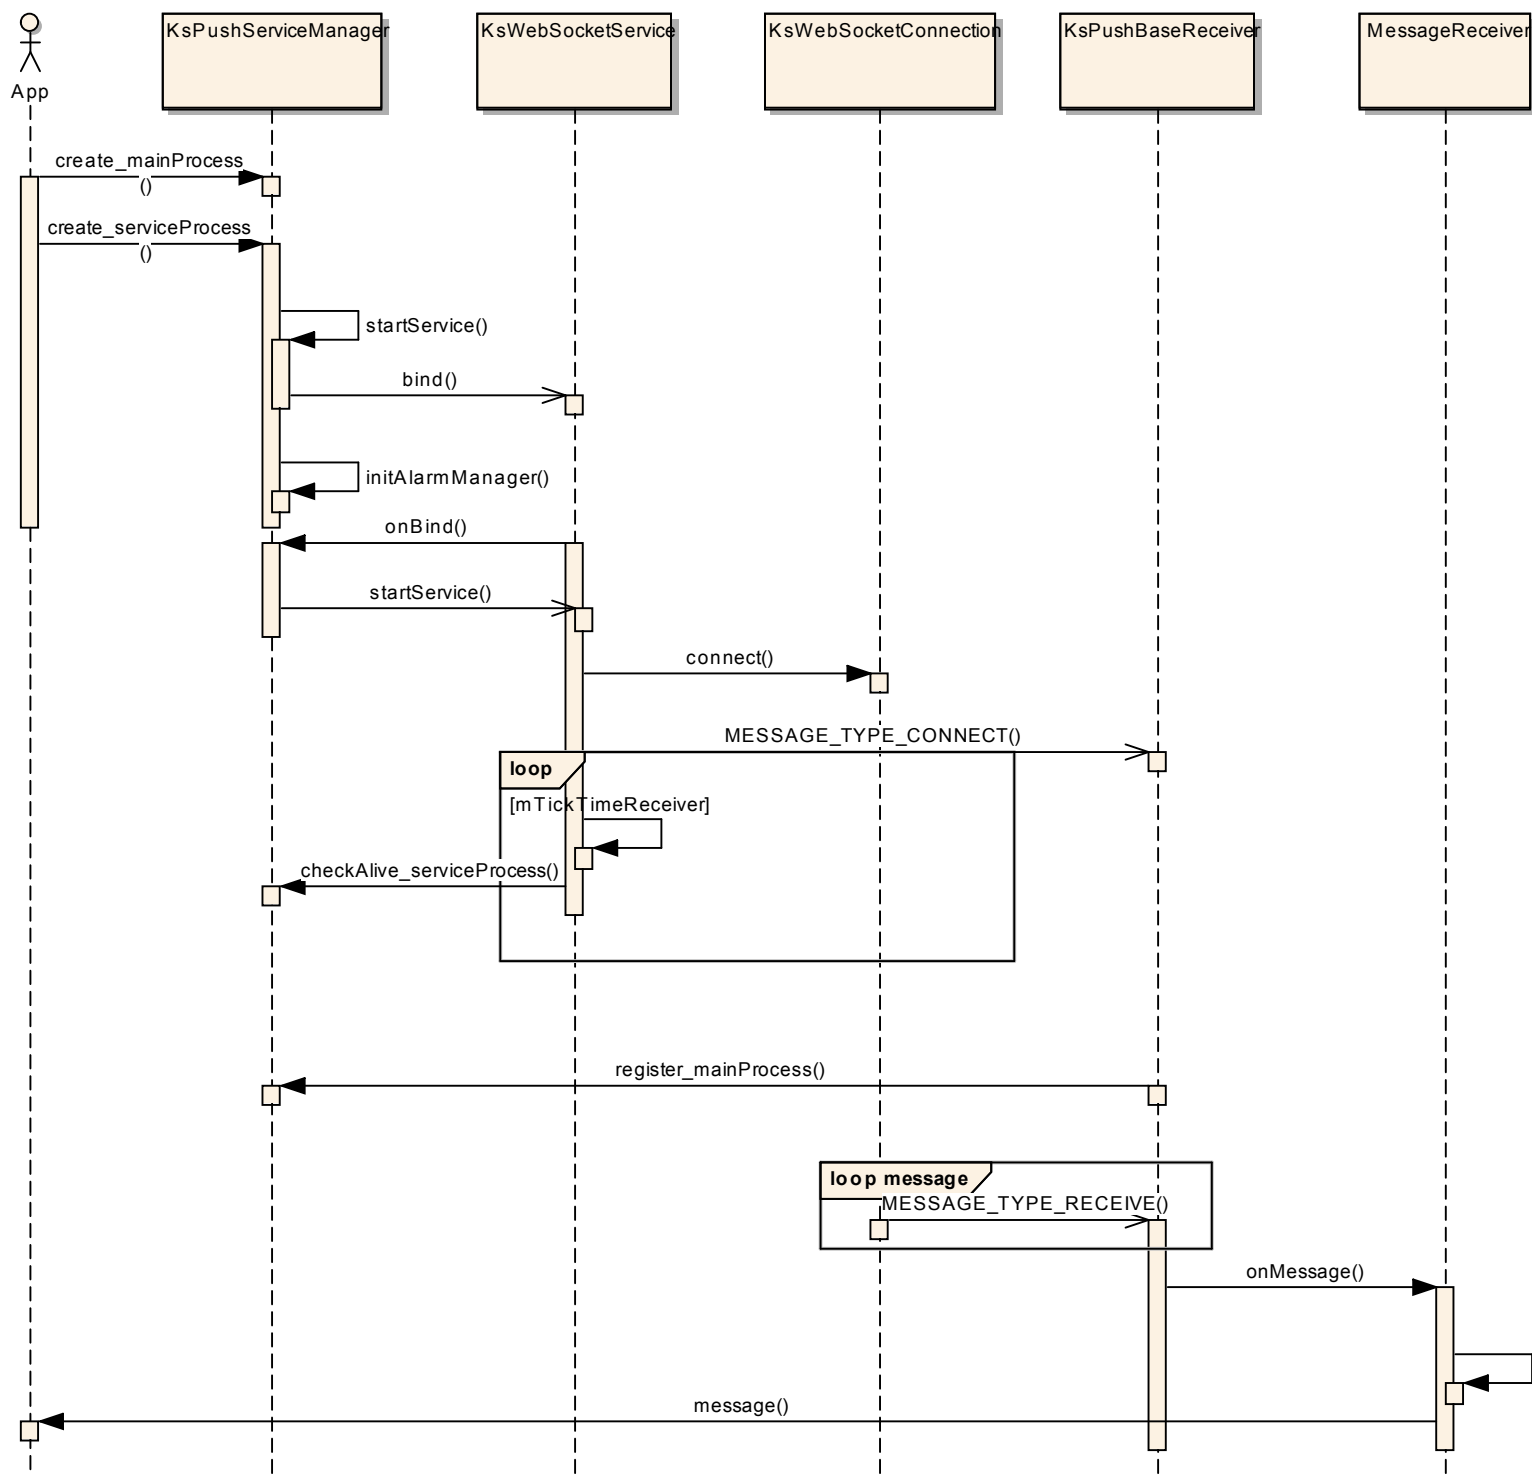 KsPushServiceManager
KsWebSocketService
KsWebSocketConnection
KsPushBaseReceiver
MessageReceiver
App
create_mainProcess
()
create_serviceProcess
()
startService()
bind()
initAlarmManager()
onBind()
startService()
connect()
MESSAGE_TYPE_CONNECT()
loop
[mTickTimeReceiver]
checkAlive_serviceProcess()
register_mainProcess()
loop message
MESSAGE_TYPE_RECEIVE()
onMessage()
message()